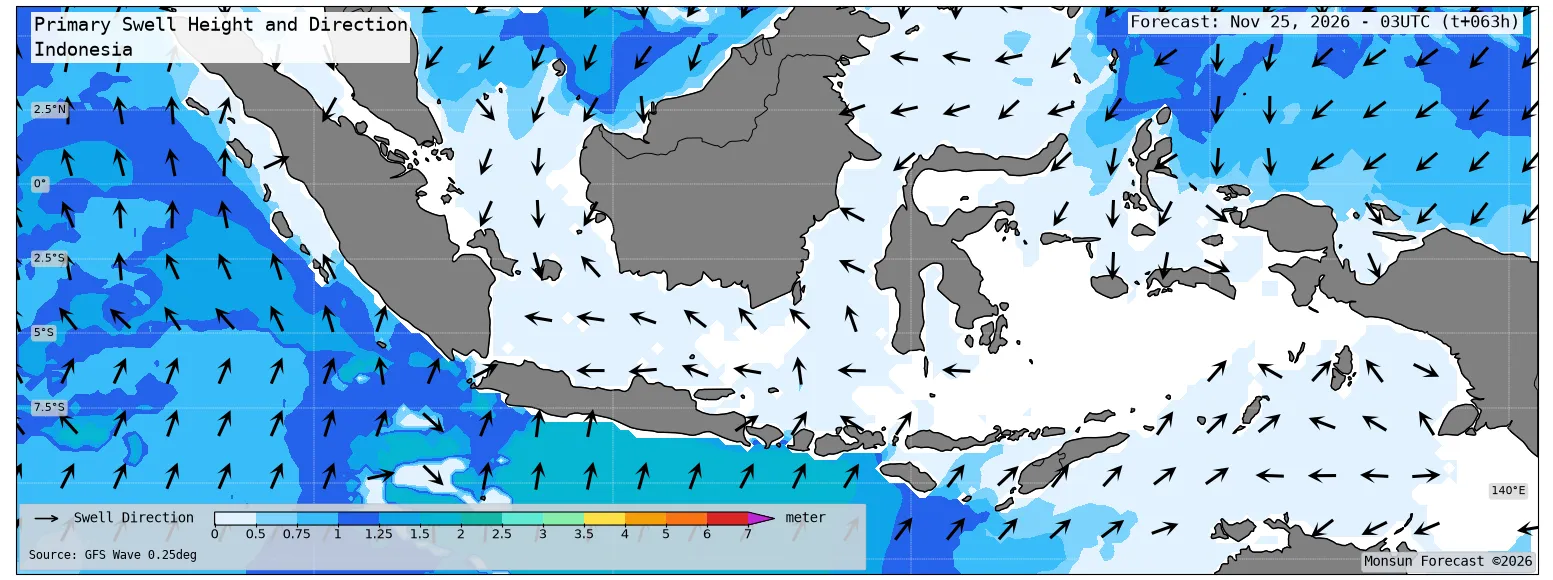 Primary Swell Height and Direction
Indonesia
Forecast: Nov 25, 2026 - 03UTC (t+063h)
2.5°N
0°
2.5°S
5°S
7.5°S
140°E
Swell Direction
0 0.5 0.75 1 1.25 1.5 2 2.5 3 3.5 4 5 6 7
meter
Source: GFS Wave 0.25deg
Monsun Forecast ©2026